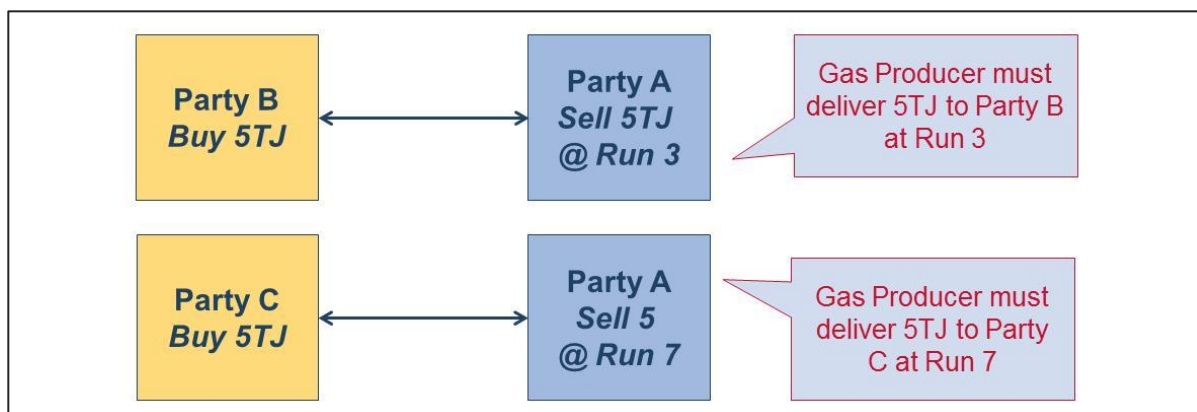 Party B
Buy 5TJ
Party A
Sell 5TJ
@ Run 3
Gas Producer must
deliver 5TJ to Party B
at Run 3
Party C
Buy 5TJ
Party A
Sell 5
@ Run 7
Gas Producer must
deliver 5TJ to Party
C at Run 7